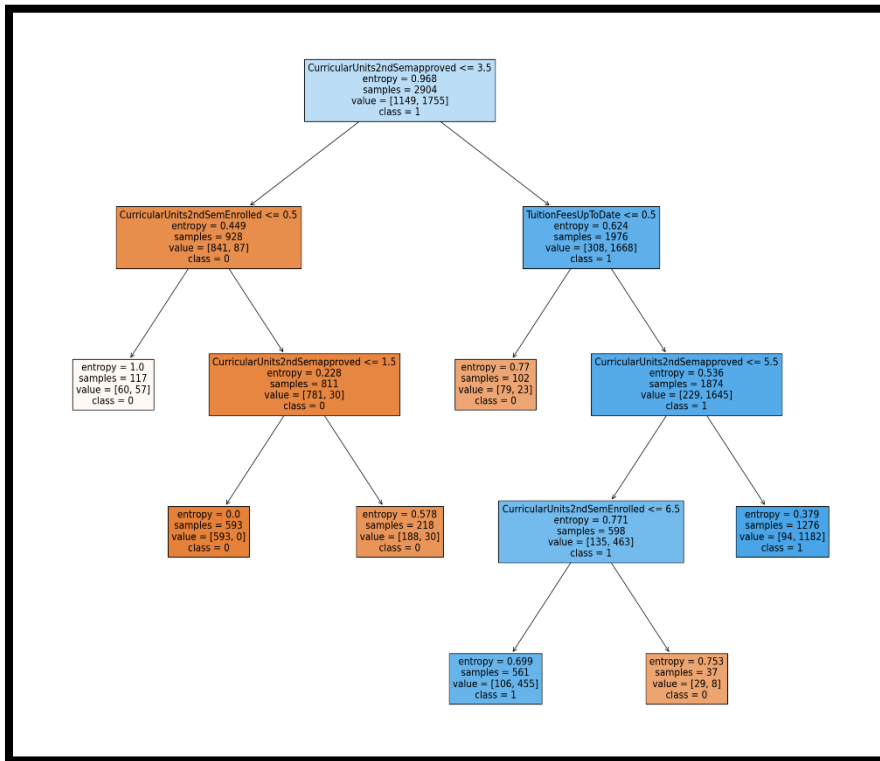 CurricularUnits2ndSemapproved <= 3.5
entropy = 0.968
samples = 2904
value = [1149, 1755]
class = 1
CurricularUnits2ndSemEnrolled <= 0.5
entropy = 0.449
samples = 928
value = [841, 87]
class = 0
TuitionFeesUpToDate <= 0.5
entropy = 0.624
samples = 1976
value = [308, 1668]
class = 1
entropy = 1.0
samples = 117
value = [60, 57]
class = 0
CurricularUnits2ndSemapproved <= 1.5
entropy = 0.228
samples = 811
value = [781, 30]
class = 0
entropy = 0.77
samples = 102
value = [79, 23]
class = 0
CurricularUnits2ndSemapproved <= 5.5
entropy = 0.536
samples = 1874
value = [229, 1645]
class = 1
entropy = 0.0
samples = 593
value = [593, 0]
class = 0
entropy = 0.578
samples = 218
value = [188, 30]
class = 0
CurricularUnits2ndSemEnrolled <= 6.5
entropy = 0.771
samples = 598
value = [135, 463]
class = 1
entropy = 0.379
samples = 1276
value = [94, 1182]
class = 1
entropy = 0.699
samples = 561
value = [106, 455]
class = 1
entropy = 0.753
samples = 37
value = [29, 8]
class = 0